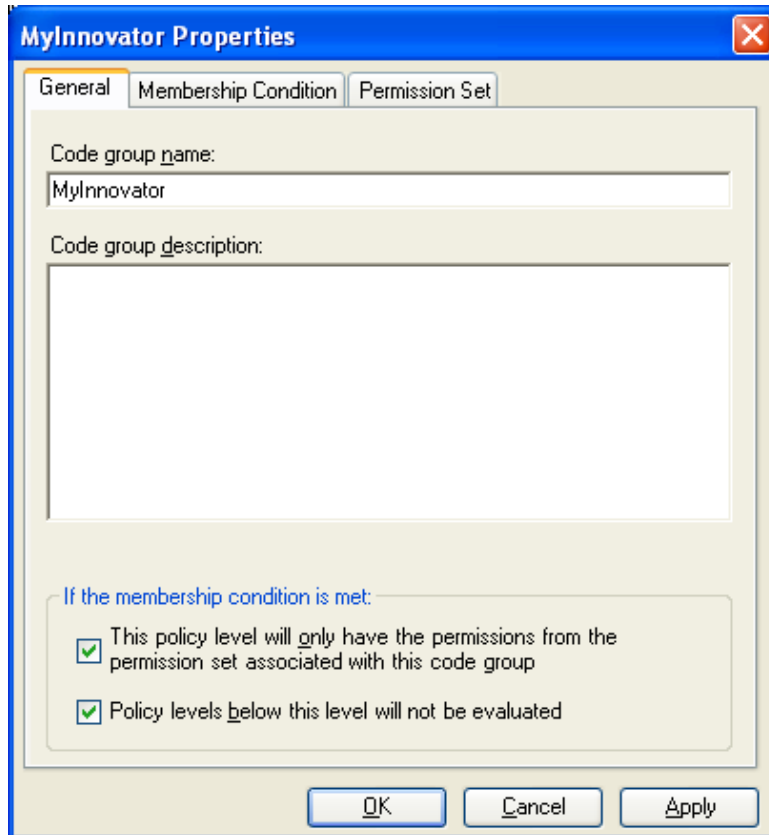 MyInnovator Properties
General
Membership Condition
Permission Set
Code group name:
MyInnovator
Code group description:
If the membership condition is met:
This policy level will only have the permissions from the
permission set associated with this code group
Policy levels below this level will not be evaluated
OK
Cancel
Apply